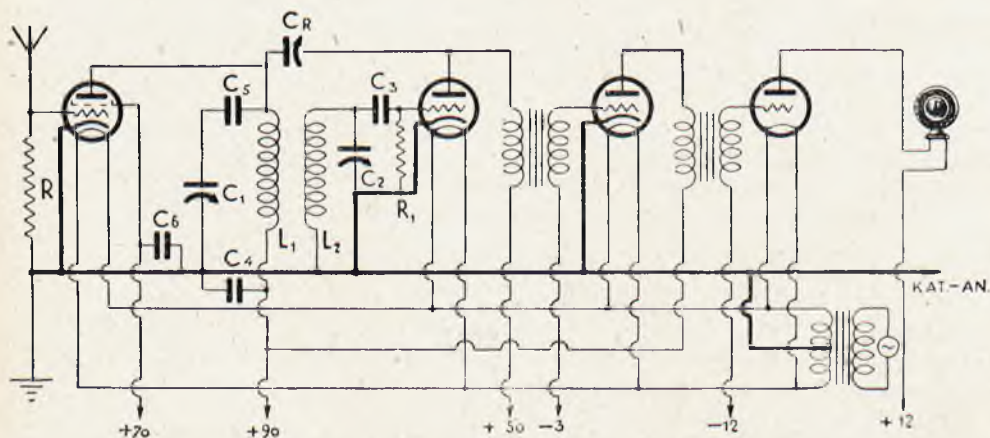 C_R
C_5
C_3
R
C_1
C_2
R_1
C_6
L_1
L_2
C_4
KAT.-AN.
~
+70
+90
+50
-3
-12
+12